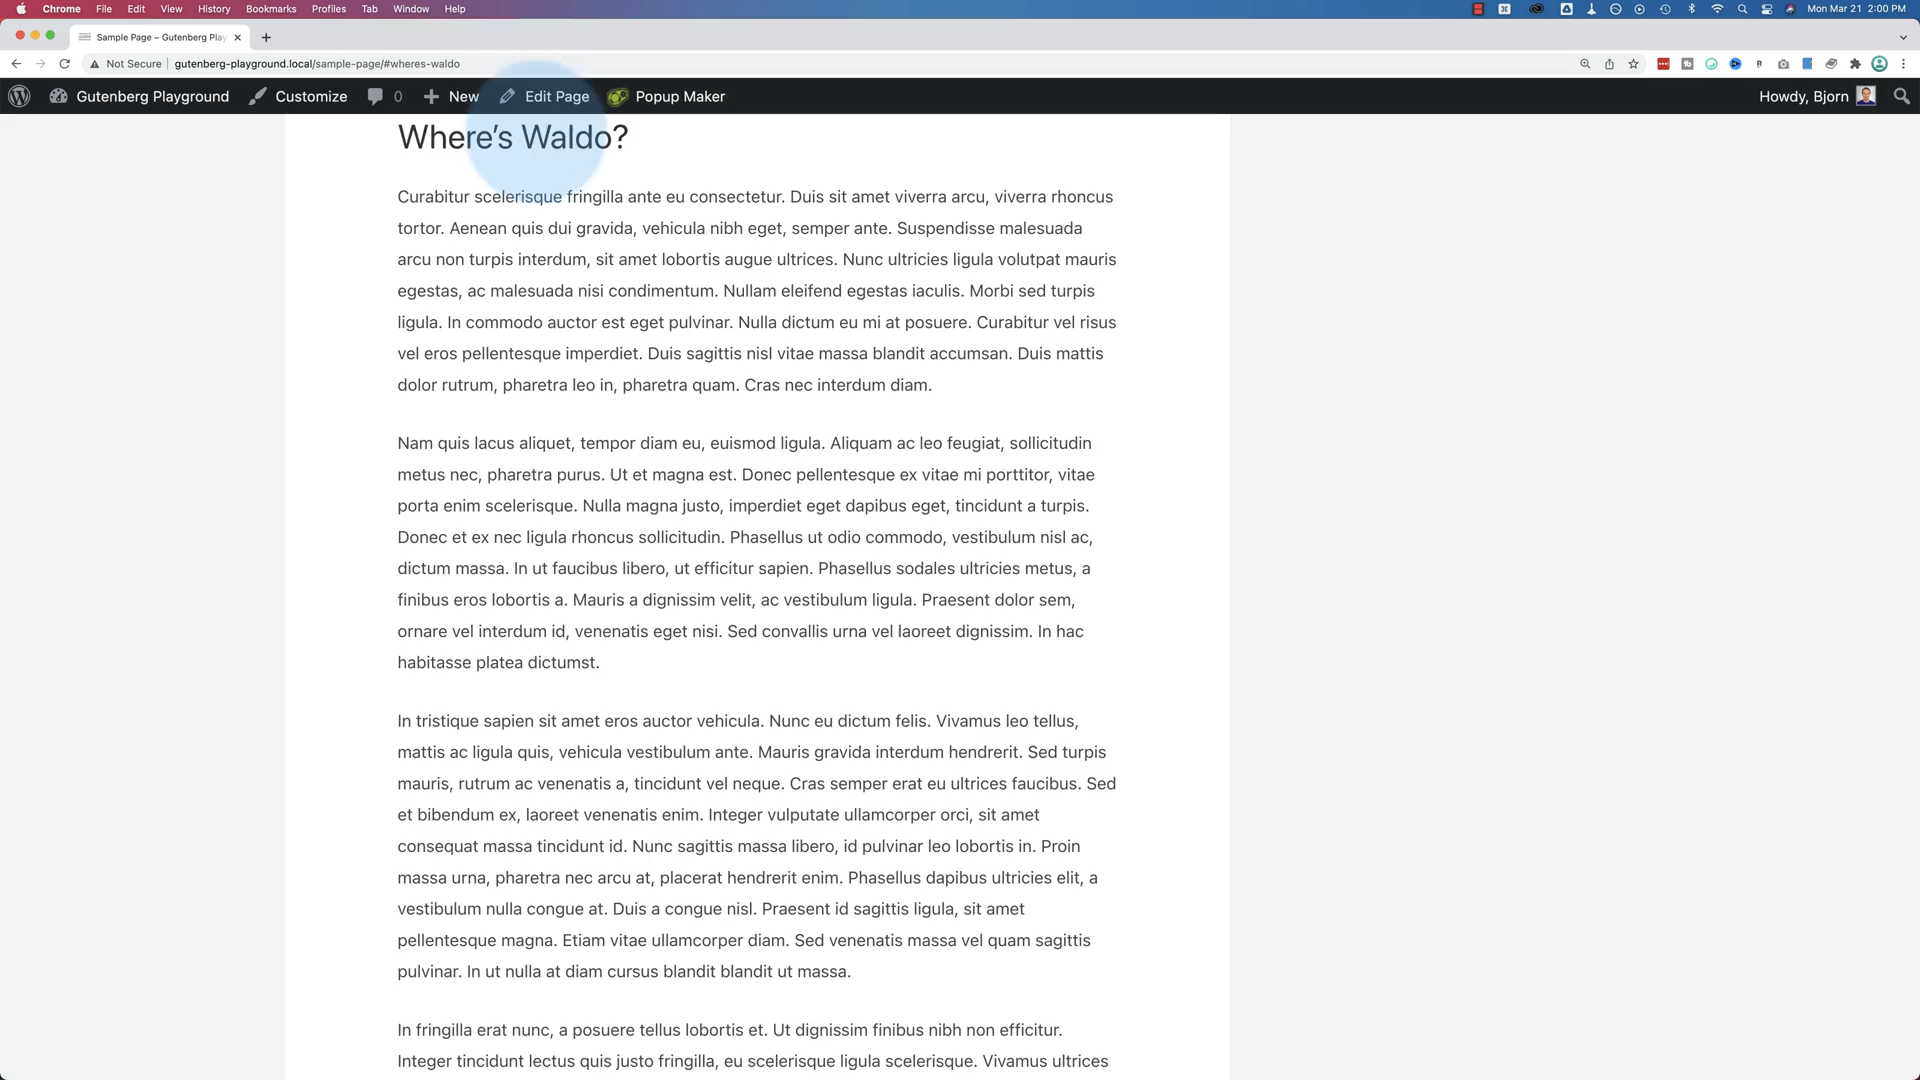 Chrome File Edit View History Bookmarks Profiles Tab Window Help Mon Mar 21 2:00 PM
Sample Page – Gutenberg Play
Not Secure gutenberg-playground.local/sample-page/#wheres-waldo
Gutenberg Playground Customize 0 New Edit Page Popup Maker Howdy, Bjorn
Where’s Waldo?
Curabitur scelerisque fringilla ante eu consectetur. Duis sit amet viverra arcu, viverra rhoncus
tortor. Aenean quis dui gravida, vehicula nibh eget, semper ante. Suspendisse malesuada
arcu non turpis interdum, sit amet lobortis augue ultrices. Nunc ultricies ligula volutpat mauris
egestas, ac malesuada nisi condimentum. Nullam eleifend egestas iaculis. Morbi sed turpis
ligula. In commodo auctor est eget pulvinar. Nulla dictum eu mi at posuere. Curabitur vel risus
vel eros pellentesque imperdiet. Duis sagittis nisl vitae massa blandit accumsan. Duis mattis
dolor rutrum, pharetra leo in, pharetra quam. Cras nec interdum diam.
Nam quis lacus aliquet, tempor diam eu, euismod ligula. Aliquam ac leo feugiat, sollicitudin
metus nec, pharetra purus. Ut et magna est. Donec pellentesque ex vitae mi porttitor, vitae
porta enim scelerisque. Nulla magna justo, imperdiet eget dapibus eget, tincidunt a turpis.
Donec et ex nec ligula rhoncus sollicitudin. Phasellus ut odio commodo, vestibulum nisl ac,
dictum massa. In ut faucibus libero, ut efficitur sapien. Phasellus sodales ultricies metus, a
finibus eros lobortis a. Mauris a dignissim velit, ac vestibulum ligula. Praesent dolor sem,
ornare vel interdum id, venenatis eget nisi. Sed convallis urna vel laoreet dignissim. In hac
habitasse platea dictumst.
In tristique sapien sit amet eros auctor vehicula. Nunc eu dictum felis. Vivamus leo tellus,
mattis ac ligula quis, vehicula vestibulum ante. Mauris gravida interdum hendrerit. Sed turpis
mauris, rutrum ac venenatis a, tincidunt vel neque. Cras semper erat eu ultrices faucibus. Sed
et bibendum ex, laoreet venenatis enim. Integer vulputate ullamcorper orci, sit amet
consequat massa tincidunt id. Nunc sagittis massa libero, id pulvinar leo lobortis in. Proin
massa urna, pharetra nec arcu at, placerat hendrerit enim. Phasellus dapibus ultricies elit, a
vestibulum nulla congue at. Duis a congue nisl. Praesent id sagittis ligula, sit amet
pellentesque magna. Etiam vitae ullamcorper diam. Sed venenatis massa vel quam sagittis
pulvinar. In ut nulla at diam cursus blandit blandit ut massa.
In fringilla erat nunc, a posuere tellus lobortis et. Ut dignissim finibus nibh non efficitur.
Integer tincidunt lectus quis justo fringilla, eu scelerisque ligula scelerisque. Vivamus ultrices